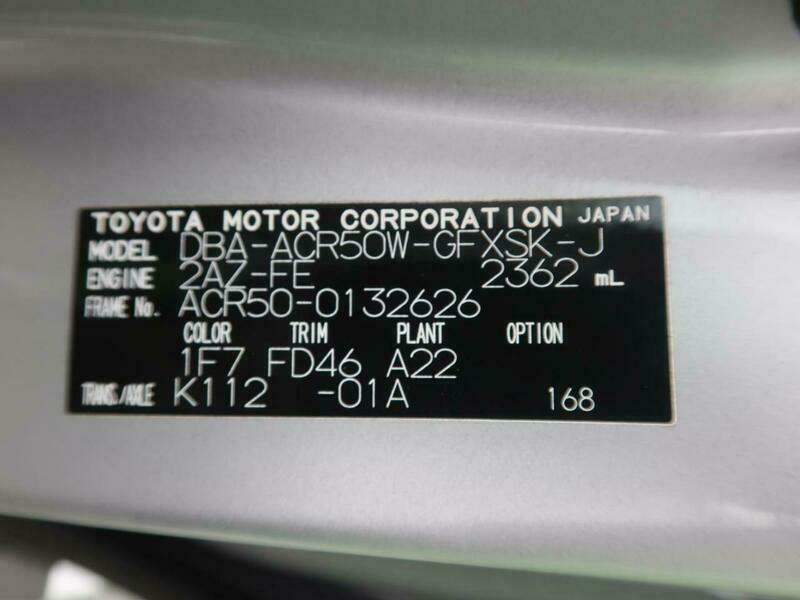 TOYOTA MOTOR CORPORATION JAPAN
MODEL DBA-ACR50W-GFXSK-J
ENGINE 2AZ-FE 2362 mL
FRAME No. ACR50-0132626
COLOR TRIM PLANT OPTION
1F7 FD46 A22
TRANS./AXLE K112 -01A 168